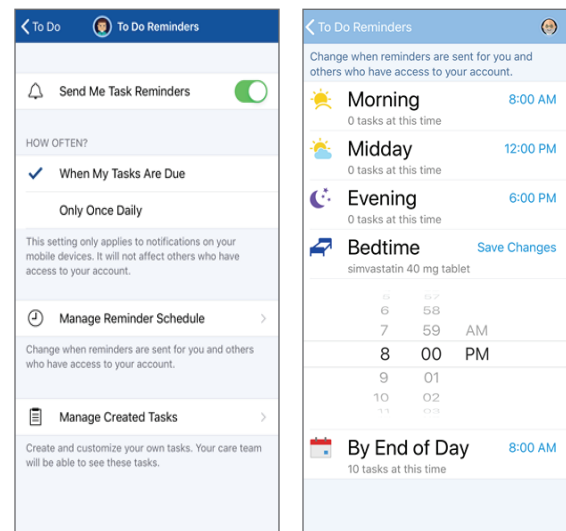 To Do
To Do Reminders
Send Me Task Reminders
HOW OFTEN?
When My Tasks Are Due
Only Once Daily
This setting only applies to notifications on your
mobile devices. It will not affect others who have
access to your account.
Manage Reminder Schedule
Change when reminders are sent for you and others
who have access to your account.
Manage Created Tasks
Create and customize your own tasks. Your care team
will be able to see these tasks.
To Do Reminders
Change when reminders are sent for you and
others who have access to your account.
Morning 8:00 AM
0 tasks at this time
Midday 12:00 PM
0 tasks at this time
Evening 6:00 PM
0 tasks at this time
Bedtime Save Changes
simvastatin 40 mg tablet
5 57
6 58
7 59 AM
8 00 PM
9 01
10 02
11 03
By End of Day 8:00 AM
10 tasks at this time